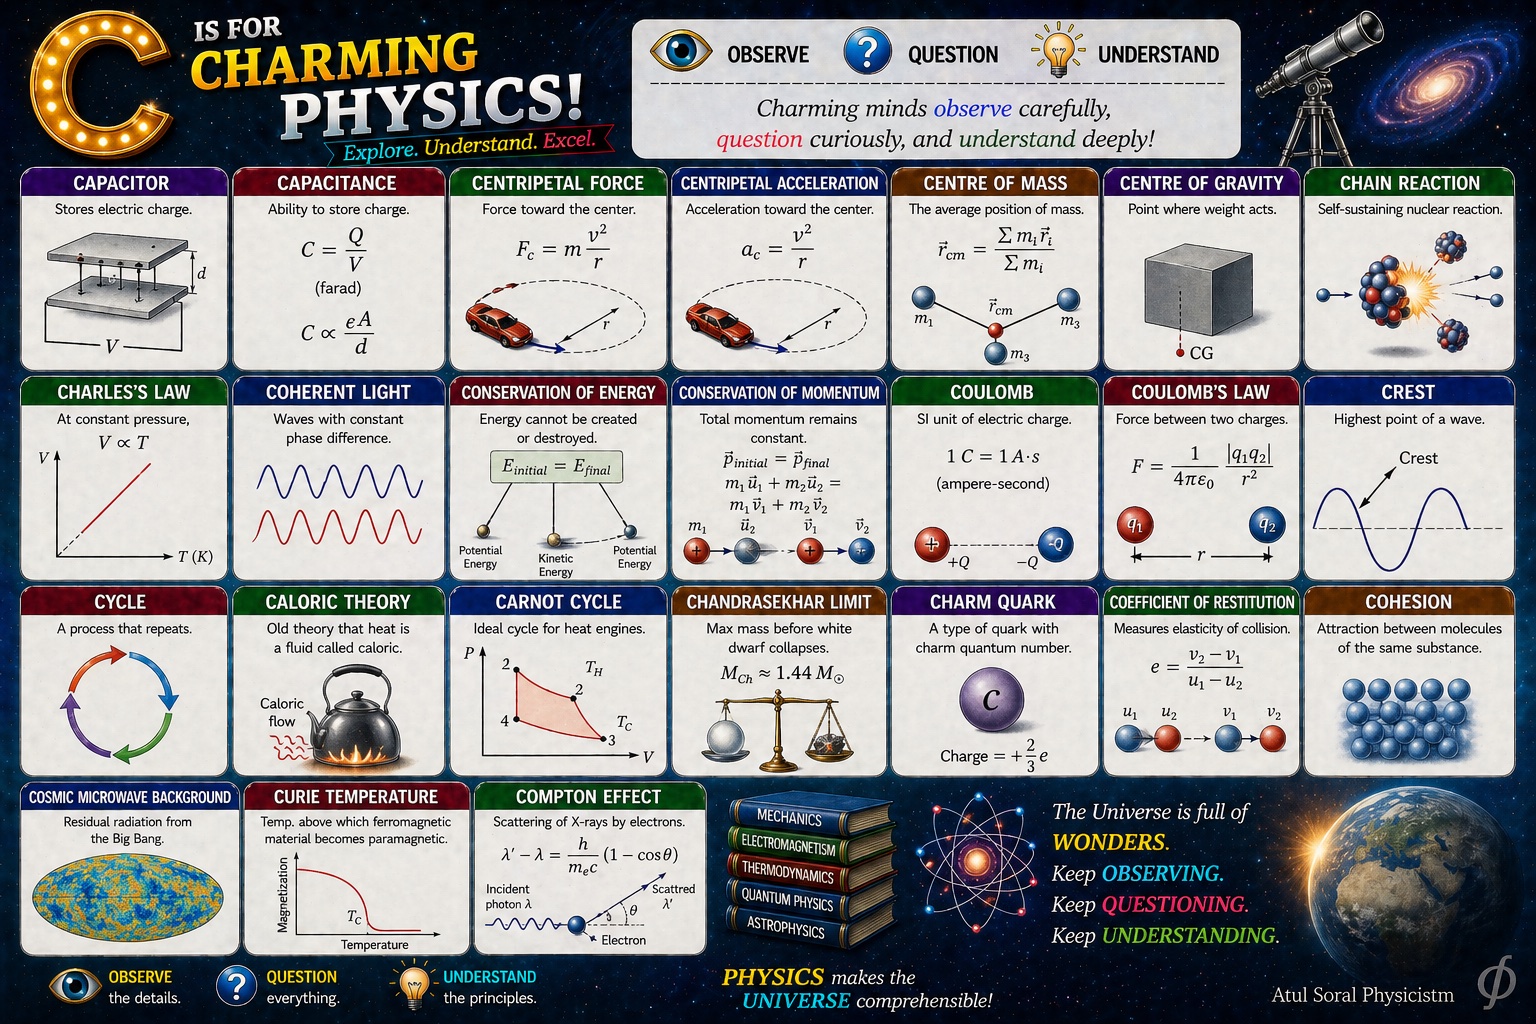 C
IS FOR
CHARMING
PHYSICS!
Explore. Understand. Excel.
OBSERVE QUESTION UNDERSTAND
Charming minds observe carefully,
question curiously, and understand deeply!
CAPACITOR
Stores electric charge.
d
V
CAPACITANCE
Ability to store charge.
C = Q/V
(farad)
C ∝ eA/d
CENTRIPETAL FORCE
Force toward the center.
F_c = m v²/r
r
CENTRIPETAL ACCELERATION
Acceleration toward the center.
a_c = v²/r
r
CENTRE OF MASS
The average position of mass.
r⃗_cm = Σ m_i r⃗_i / Σ m_i
m₁ r⃗_cm m₃
m₃
CENTRE OF GRAVITY
Point where weight acts.
CG
CHAIN REACTION
Self-sustaining nuclear reaction.
CHARLES'S LAW
At constant pressure,
V ∝ T
V
T (K)
COHERENT LIGHT
Waves with constant
phase difference.
CONSERVATION OF ENERGY
Energy cannot be created
or destroyed.
E_initial = E_final
Potential
Energy
Kinetic
Energy
Potential
Energy
CONSERVATION OF MOMENTUM
Total momentum remains
constant.
p⃗_initial = p⃗_final
m₁u⃗₁ + m₂u⃗₂ =
m₁v⃗₁ + m₂v⃗₂
m₁ u⃗₂ v⃗₁ v⃗₂
+ + +
COULOMB
SI unit of electric charge.
1 C = 1 A·s
(ampere-second)
+ -Q
+Q −Q
COULOMB'S LAW
Force between two charges.
F = 1/4πε₀ |q₁q₂|/r²
q₁ q₂
r
CREST
Highest point of a wave.
Crest
CYCLE
A process that repeats.
CALORIC THEORY
Old theory that heat is
a fluid called caloric.
Caloric
flow
CARNOT CYCLE
Ideal cycle for heat engines.
P
2 T_H
2
4 T_C
3
V
CHANDRASEKHAR LIMIT
Max mass before white
dwarf collapses.
M_Ch ≈ 1.44 M_⊙
CHARM QUARK
A type of quark with
charm quantum number.
c
Charge = + 2/3 e
COEFFICIENT OF RESTITUTION
Measures elasticity of collision.
e = v₂ − v₁ / u₁ − u₂
u₁ u₂ v₁ v₂
COHESION
Attraction between molecules
of the same substance.
COSMIC MICROWAVE BACKGROUND
Residual radiation from
the Big Bang.
CURIE TEMPERATURE
Temp. above which ferromagnetic
material becomes paramagnetic.
Magnetization
T_C
Temperature
COMPTON EFFECT
Scattering of X-rays by electrons.
λ′ − λ = h/m_e c (1 − cosθ)
Incident
photon λ
Scattred
λ′
θ
Electron
MECHANICS
ELECTROMAGNETISM
THERMODYNAMICS
QUANTUM PHYSICS
ASTROPHYSICS
The Universe is full of
WONDERS.
Keep OBSERVING.
Keep QUESTIONING.
Keep UNDERSTANDING.
OBSERVE
the details.
QUESTION
everything.
UNDERSTAND
the principles.
PHYSICS makes the
UNIVERSE comprehensible!
Atul Soral Physicistm